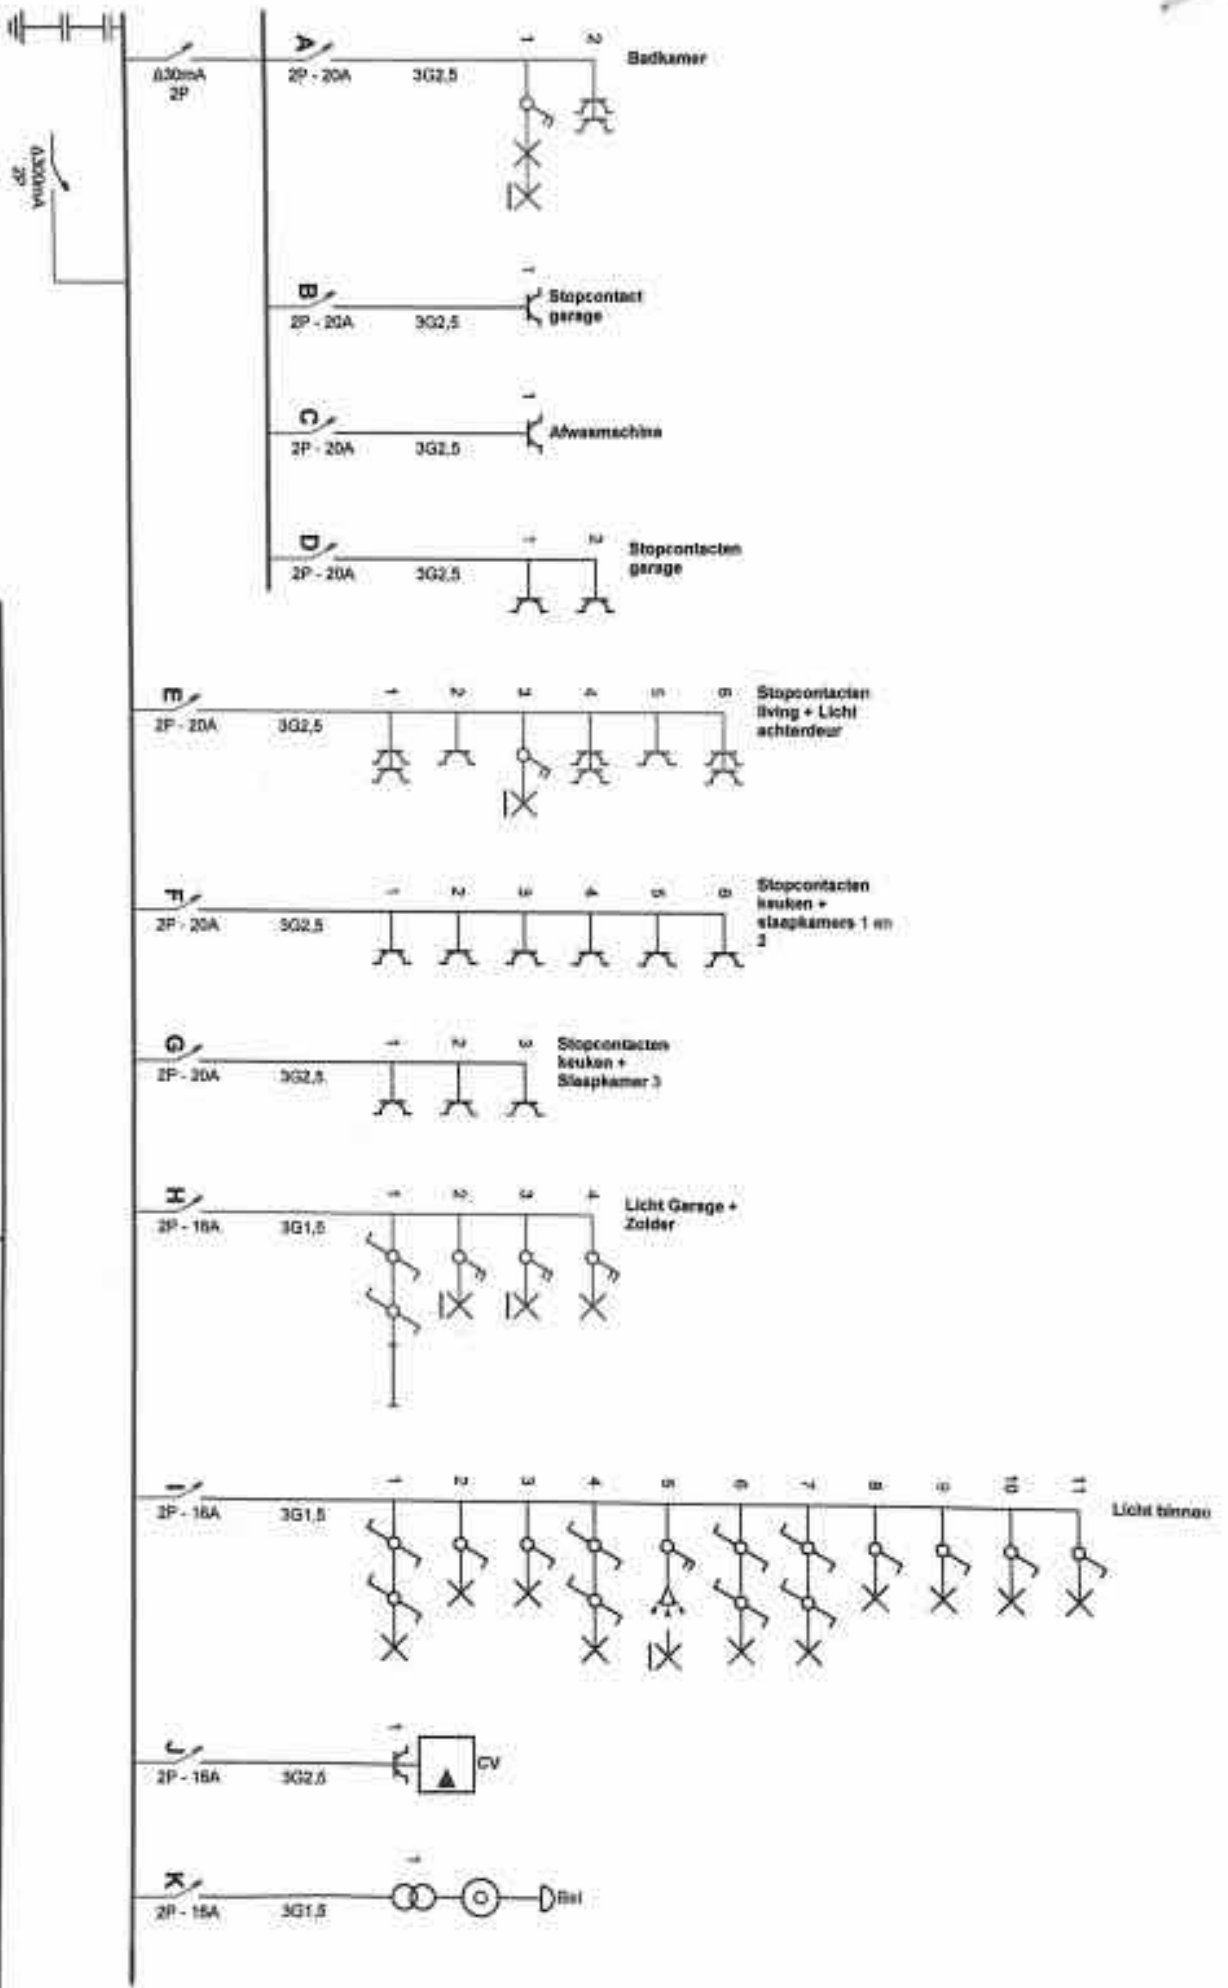 Δ30mA
2P
Δ300mA
2P
A
2P - 20A
3G2,5
1
2
Badkamer
B
2P - 20A
3G2,5
1
Stopcontact
garage
C
2P - 20A
3G2,5
1
Afwasmachine
D
2P - 20A
3G2,5
1
2
Stopcontacten
garage
E
2P - 20A
3G2,5
1
2
3
4
5
6
Stopcontacten
living + Licht
achterdeur
F
2P - 20A
3G2,5
1
2
3
4
5
6
Stopcontacten
keuken +
slaapkamers 1 en
2
G
2P - 20A
3G2,5
1
2
3
Stopcontacten
keuken +
Slaapkamer 3
H
2P - 16A
3G1,5
1
2
3
4
Licht Garage +
Zolder
I
2P - 16A
3G1,5
1
2
3
4
5
6
7
8
9
10
11
Licht binnen
J
2P - 16A
3G2,5
1
CV
K
2P - 16A
3G1,5
1
Bel